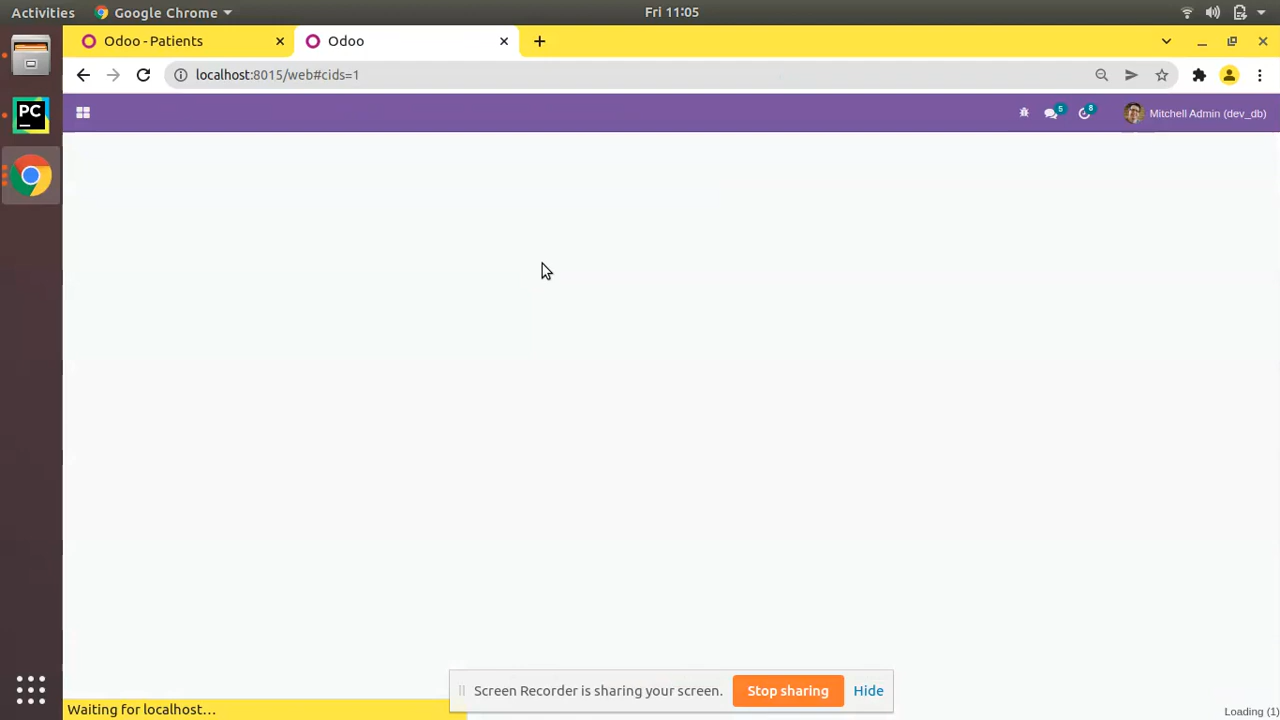 Activities
Google Chrome
Fri 11:05
Odoo - Patients
Odoo
localhost:8015/web#cids=1
5
8
Mitchell Admin (dev_db)
PC
Screen Recorder is sharing your screen.
Stop sharing
Hide
Waiting for localhost...
Loading (1)